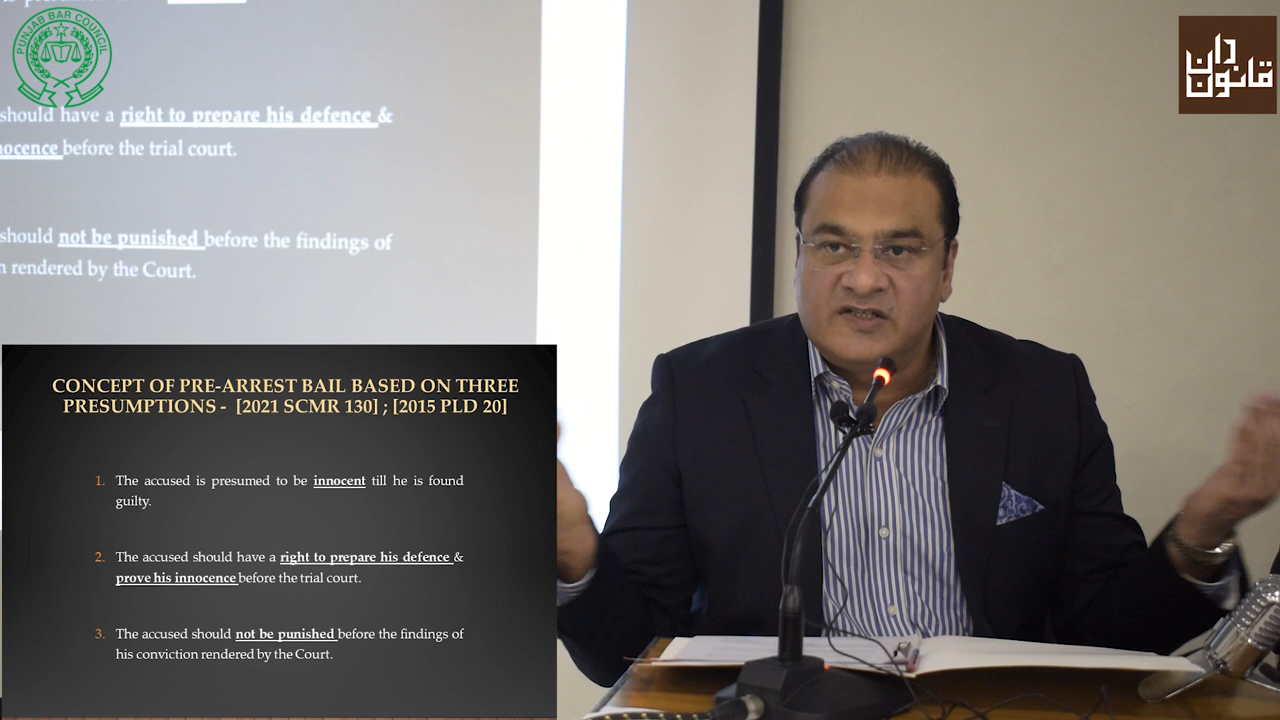 PUNJAB BAR COUNCIL
قانون دان
should have a right to prepare his defence &
before the trial court.
should not be punished before the findings of
rendered by the Court.
CONCEPT OF PRE-ARREST BAIL BASED ON THREE
PRESUMPTIONS - [2021 SCMR 130] ; [2015 PLD 20]
1. The accused is presumed to be innocent till he is found
guilty.
2. The accused should have a right to prepare his defence &
prove his innocence before the trial court.
3. The accused should not be punished before the findings of
his conviction rendered by the Court.